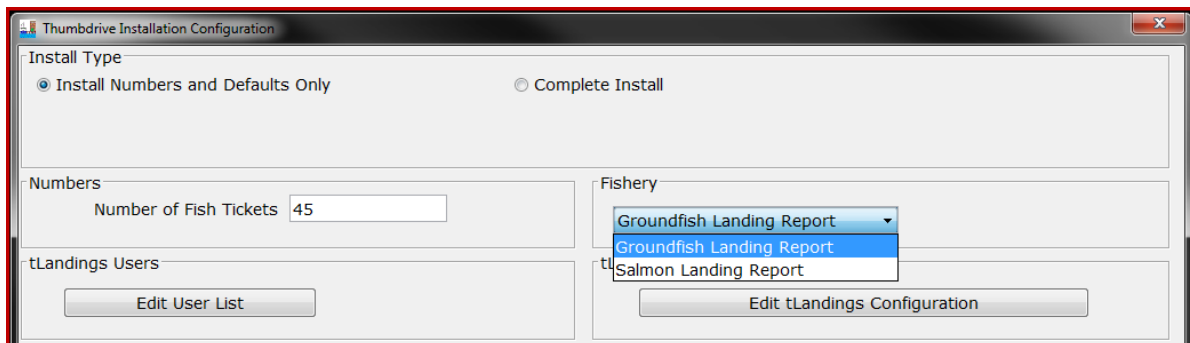 Thumbdrive Installation Configuration
Install Type
Install Numbers and Defaults Only
Complete Install
Numbers
Number of Fish Tickets 45
Fishery
Groundfish Landing Report
Groundfish Landing Report
Salmon Landing Report
tLandings Users
Edit User List
Edit tLandings Configuration